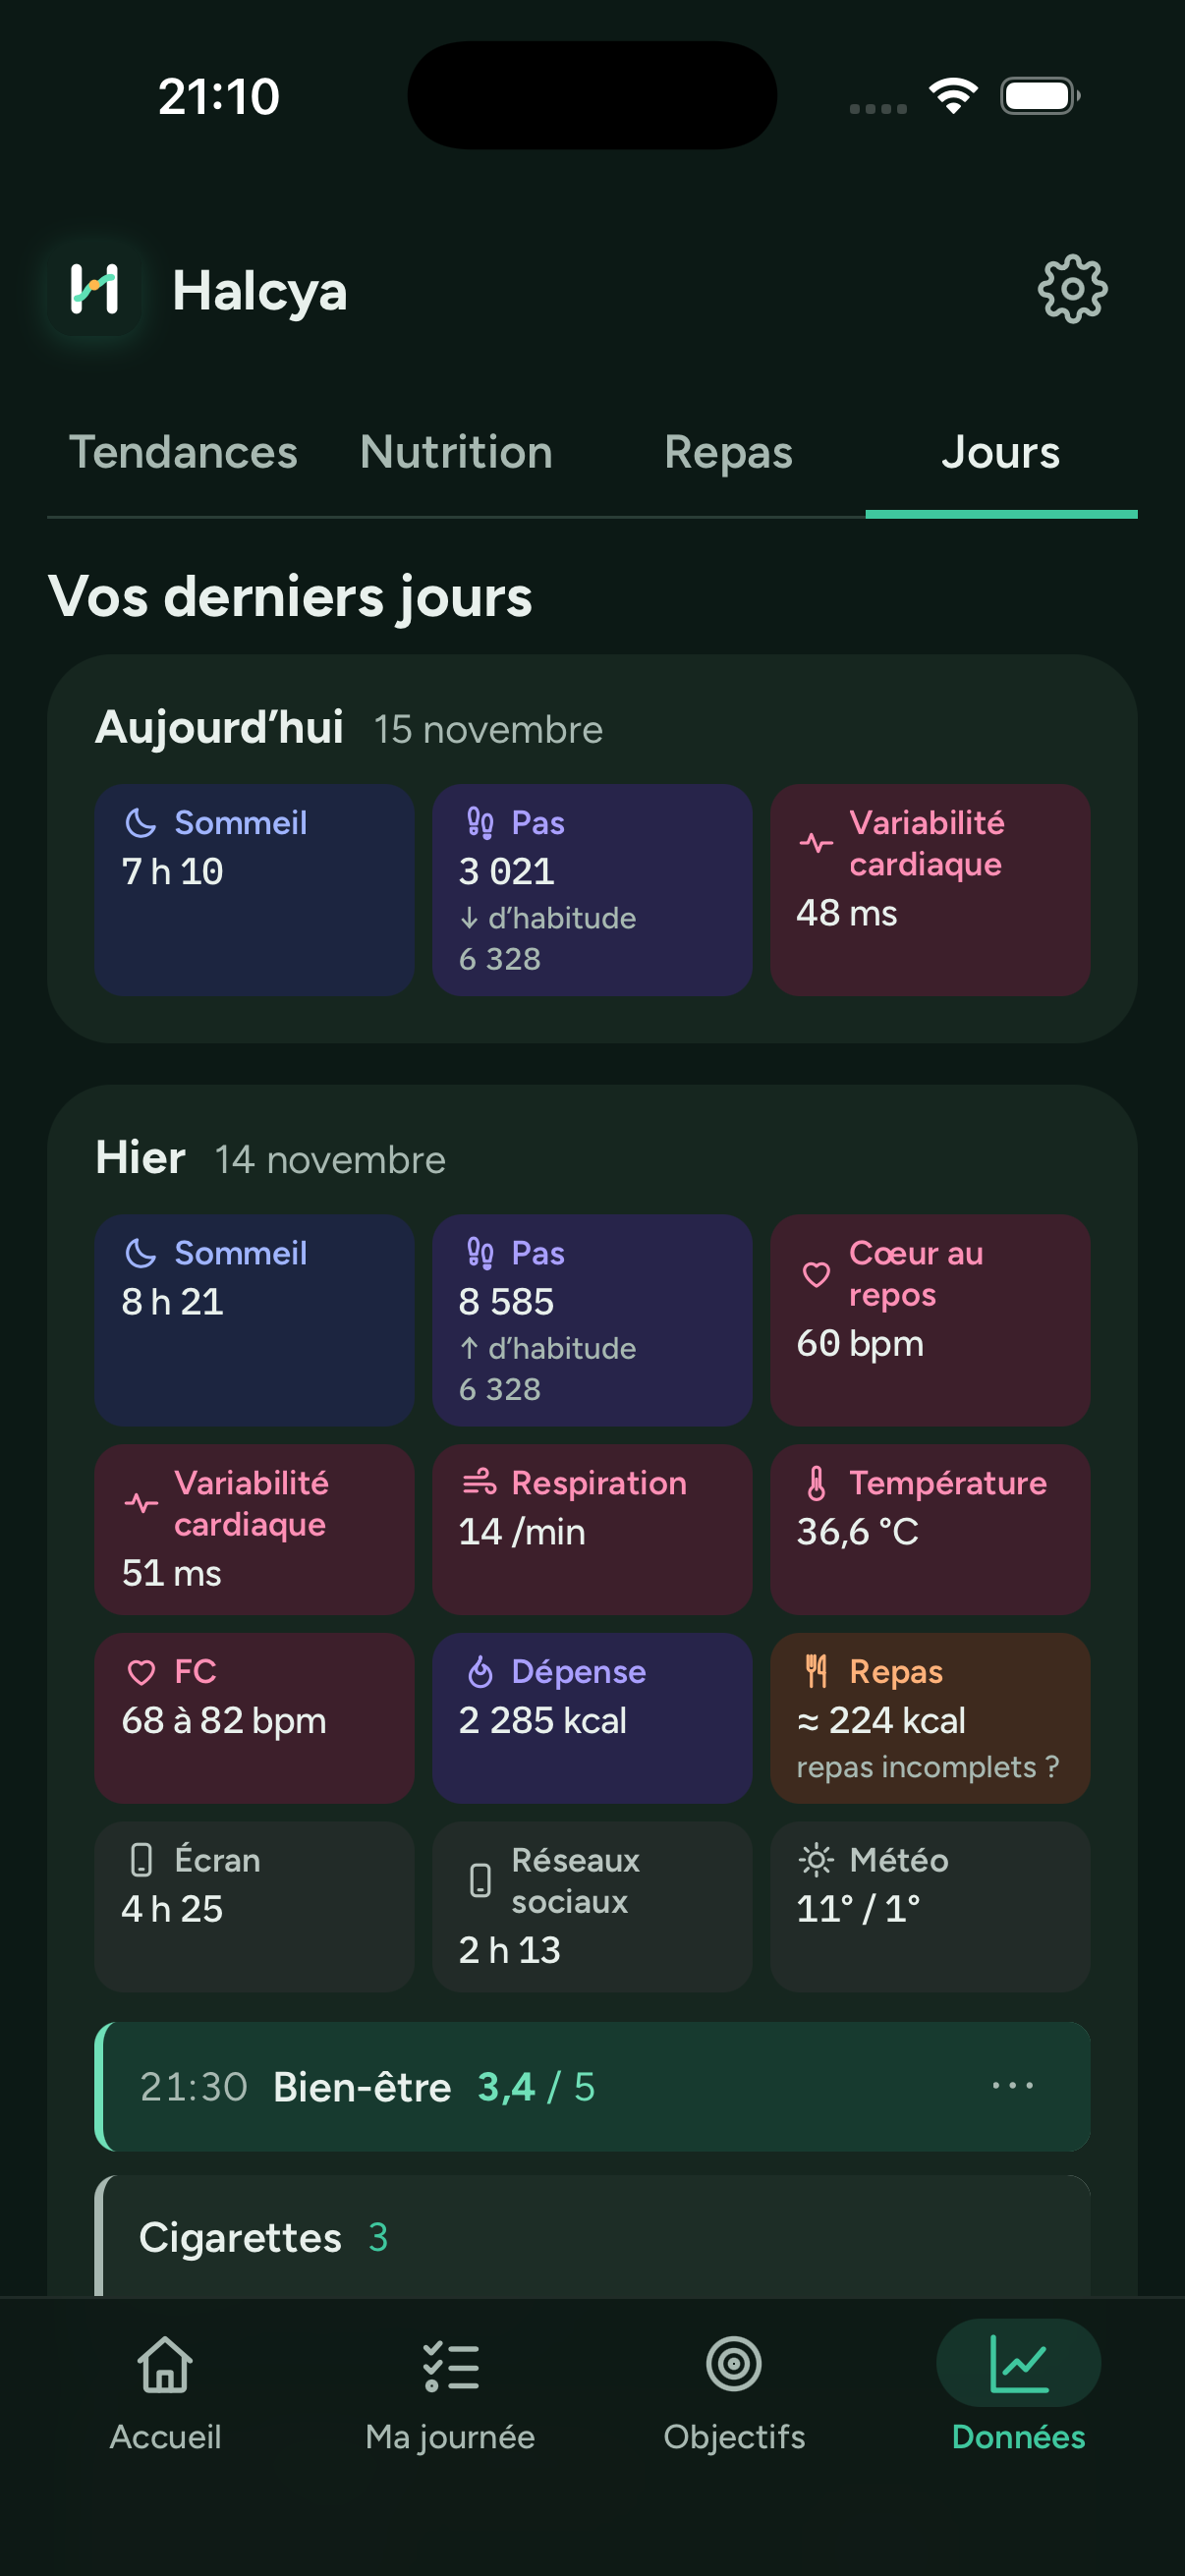 21:10
Halcya
Tendances Nutrition Repas Jours
Vos derniers jours
Aujourd’hui 15 novembre
Sommeil
7 h 10
Pas
3 021
↓ d’habitude
6 328
Variabilité
cardiaque
48 ms
Hier 14 novembre
Sommeil
8 h 21
Pas
8 585
↑ d’habitude
6 328
Cœur au
repos
60 bpm
Variabilité
cardiaque
51 ms
Respiration
14 /min
Température
36,6 °C
FC
68 à 82 bpm
Dépense
2 285 kcal
Repas
≈ 224 kcal
repas incomplets ?
Écran
4 h 25
Réseaux
sociaux
2 h 13
Météo
11° / 1°
21:30 Bien-être 3,4 / 5 ...
Cigarettes 3
Accueil Ma journée Objectifs Données